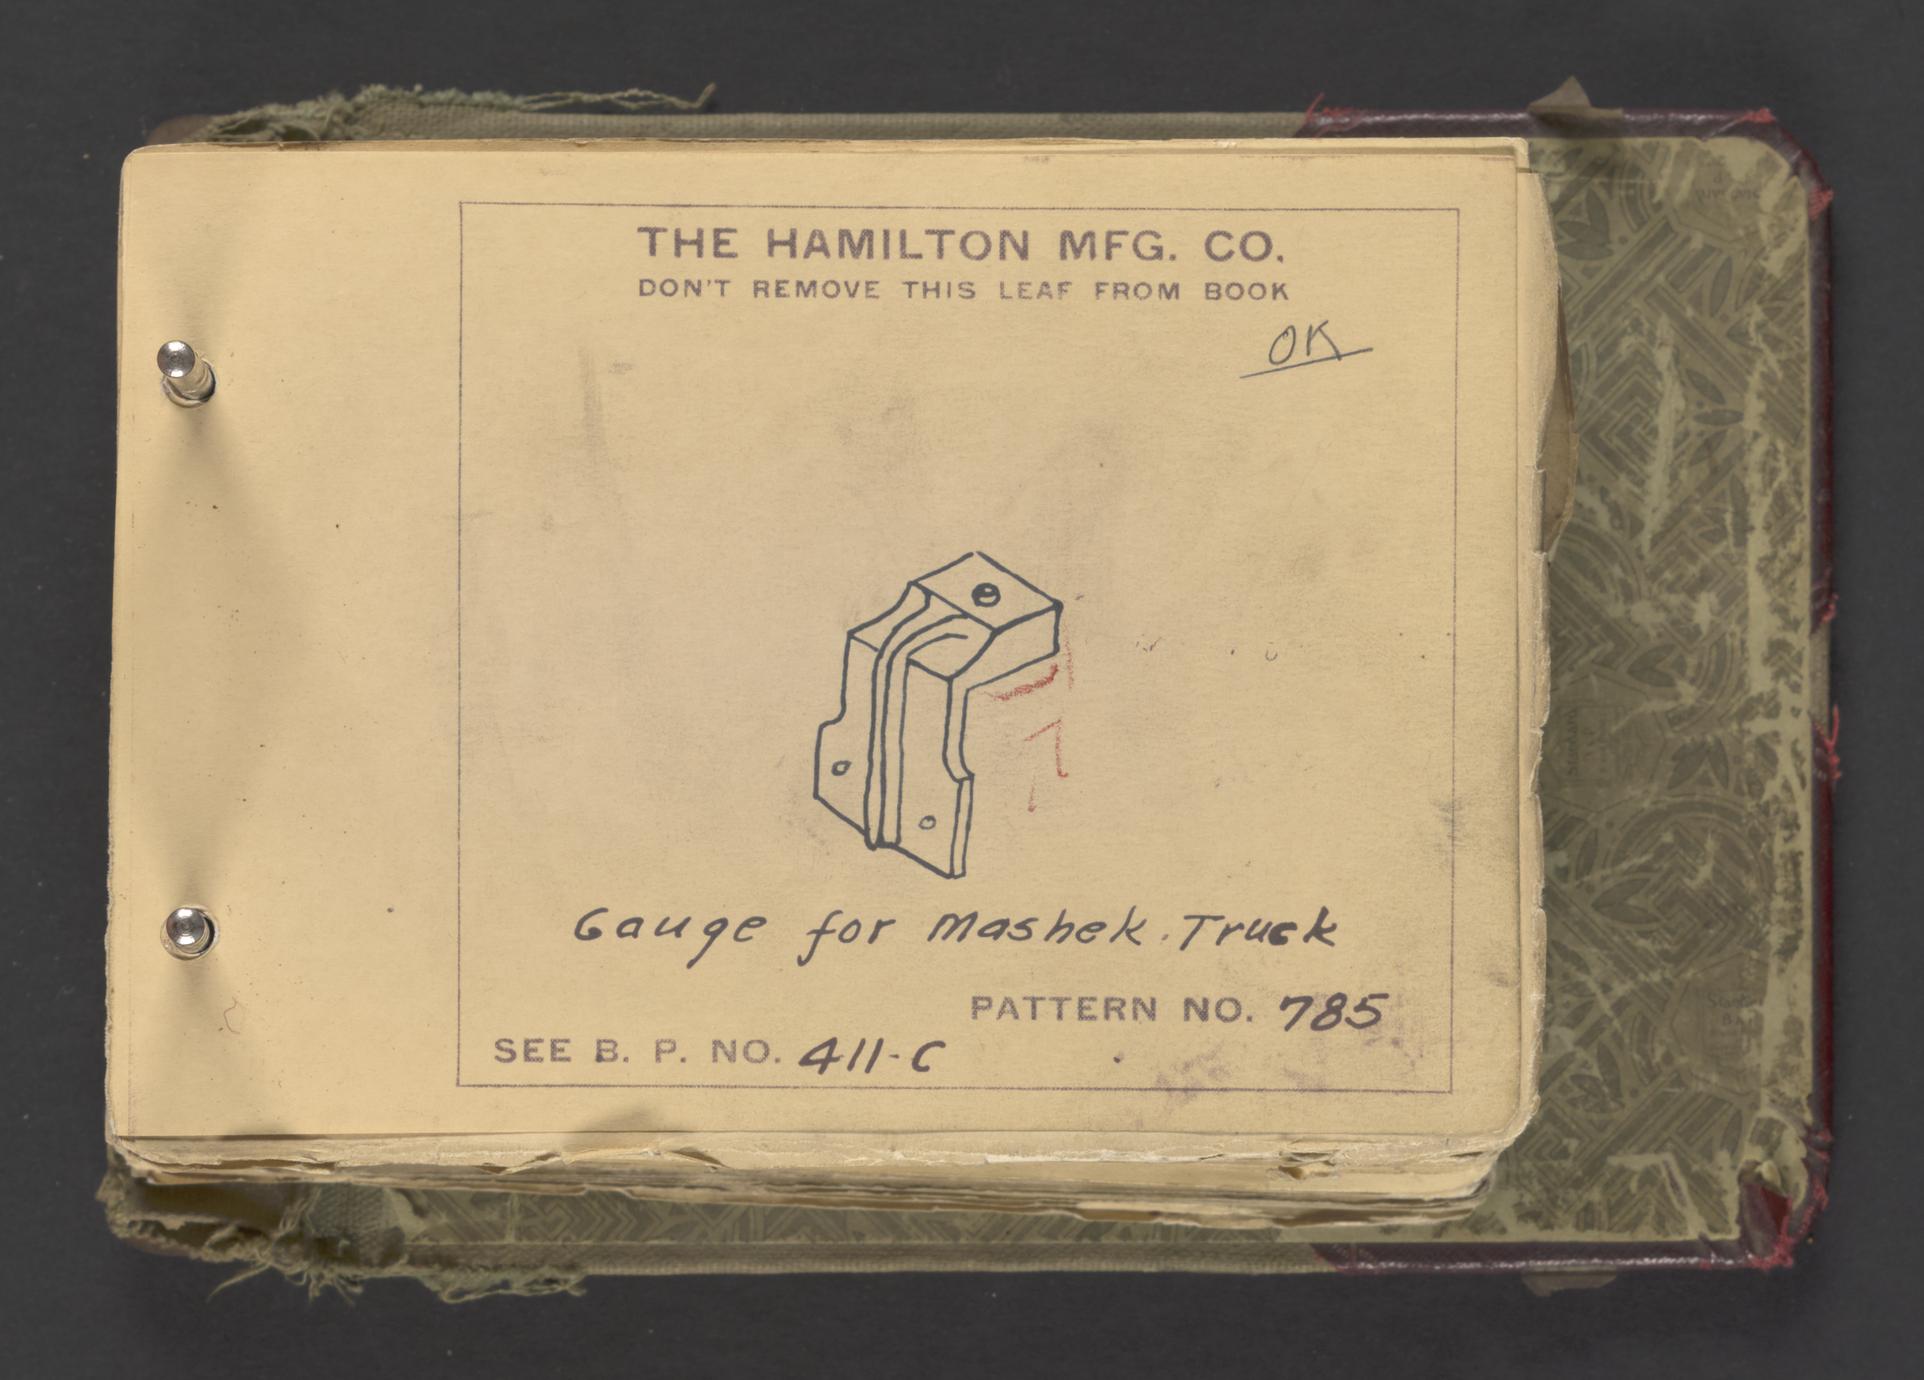 THE HAMILTON MFG. CO.
DON'T REMOVE THIS LEAF FROM BOOK
OK
Gauge for Mashek Truck
PATTERN NO. 785
SEE B. P. NO. 411-C